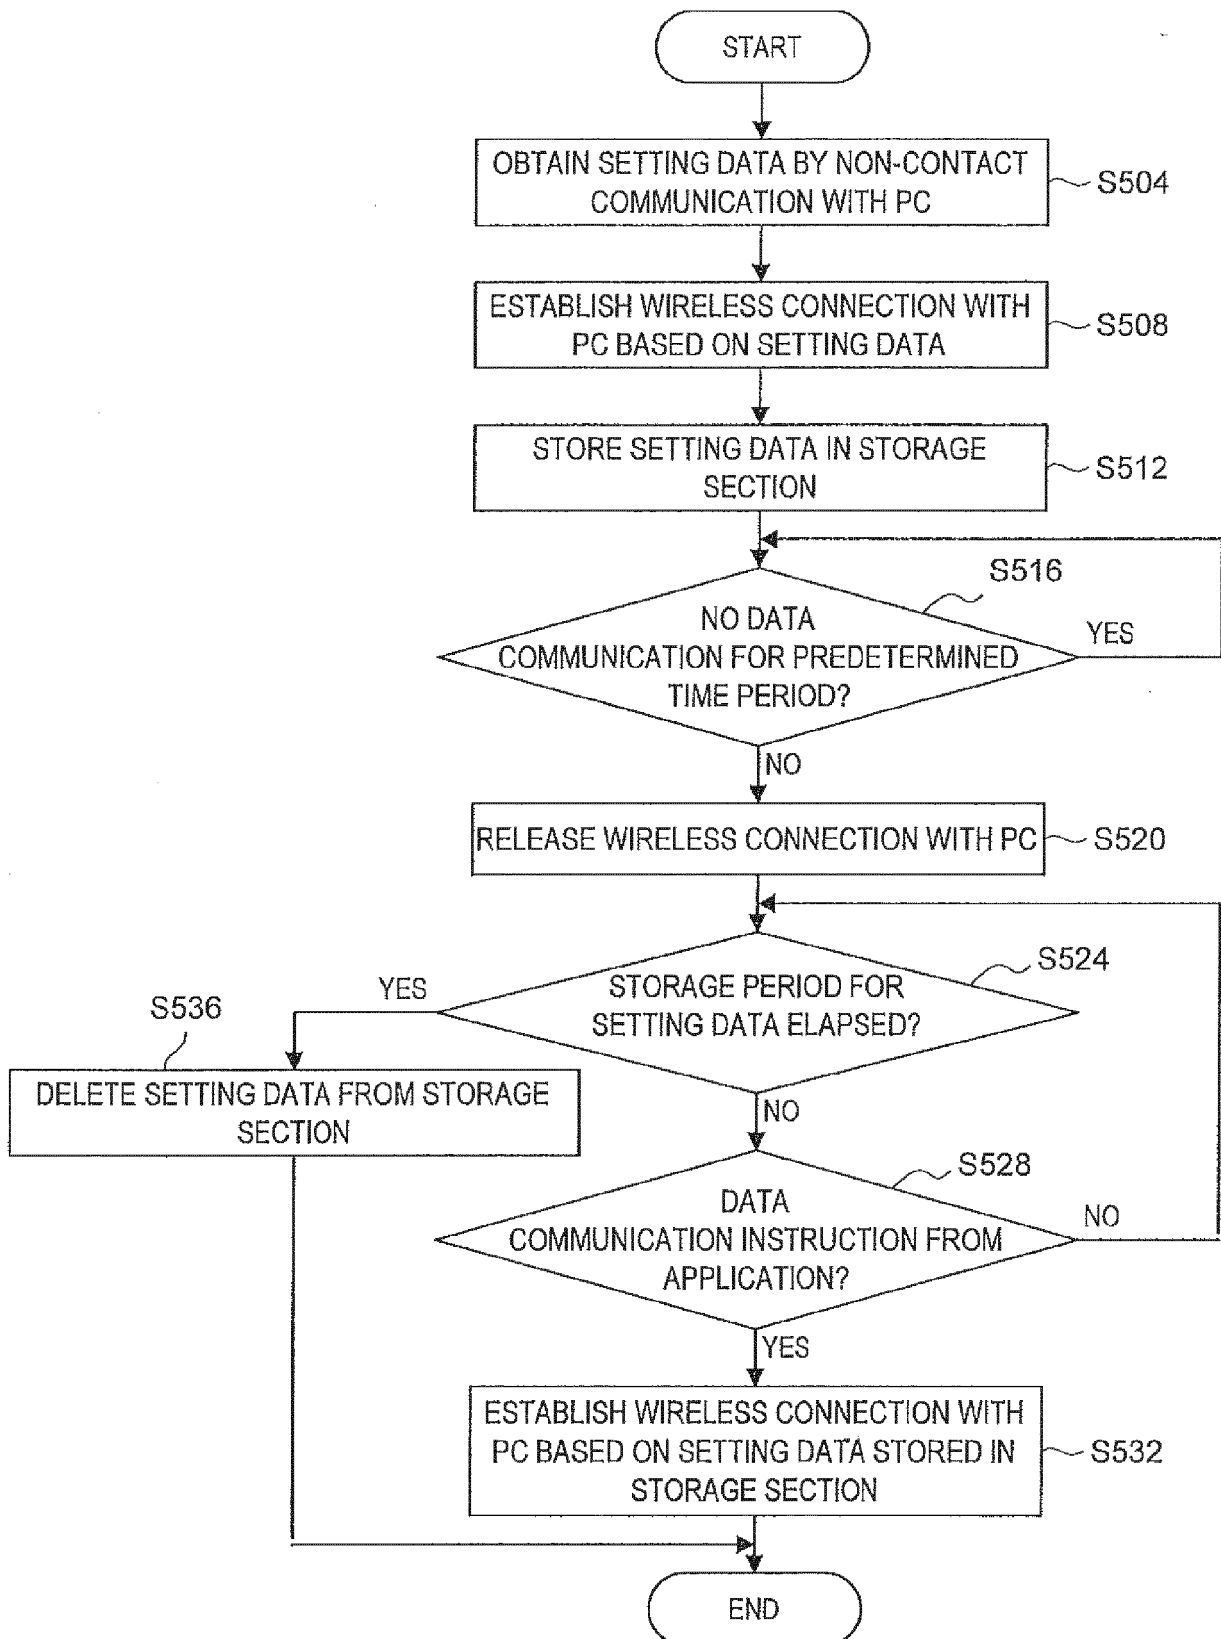 START
OBTAIN SETTING DATA BY NON-CONTACT
COMMUNICATION WITH PC
S504
ESTABLISH WIRELESS CONNECTION WITH
PC BASED ON SETTING DATA
S508
STORE SETTING DATA IN STORAGE
SECTION
S512
S516
NO DATA
COMMUNICATION FOR PREDETERMINED
TIME PERIOD?
YES
NO
RELEASE WIRELESS CONNECTION WITH PC
S520
S524
STORAGE PERIOD FOR
SETTING DATA ELAPSED?
YES
S536
DELETE SETTING DATA FROM STORAGE
SECTION
NO
S528
DATA
COMMUNICATION INSTRUCTION FROM
APPLICATION?
NO
YES
ESTABLISH WIRELESS CONNECTION WITH
PC BASED ON SETTING DATA STORED IN
STORAGE SECTION
S532
END